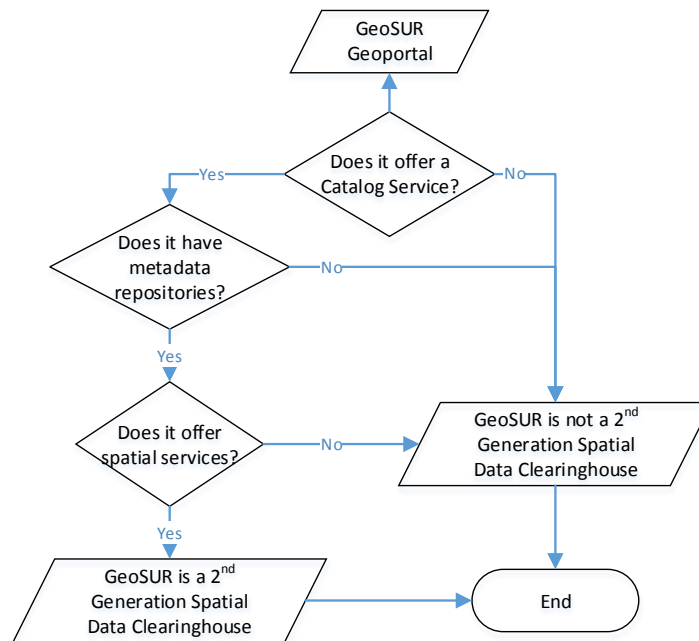 GeoSUR
Geoportal
Does it offer a
Catalog Service?
Yes
No
Does it have
metadata
repositories?
No
Yes
Does it offer
spatial services?
No
GeoSUR is not a 2nd
Generation Spatial
Data Clearinghouse
Yes
GeoSUR is a 2nd
Generation Spatial
Data Clearinghouse
End